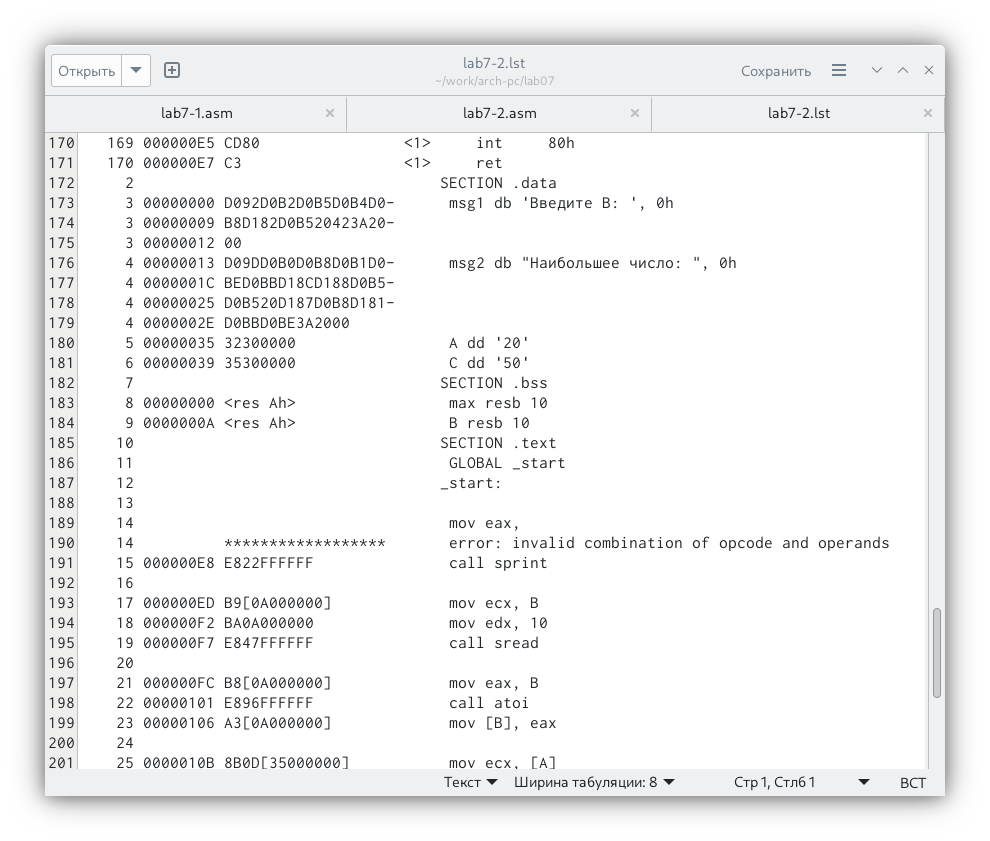 Открыть
lab7-2.lst
~/work/arch-pc/lab07
Сохранить
lab7-1.asm × lab7-2.asm × lab7-2.lst ×
170 169 000000E5 CD80 <1> int 80h
171 170 000000E7 C3 <1> ret
172 2 SECTION .data
173 3 00000000 D092D0B2D0B5D0B4D0- msg1 db 'Введите В: ', 0h
174 3 00000009 B8D182D0B520423A20-
175 3 00000012 00
176 4 00000013 D09DD0B0D0B8D0B1D0- msg2 db "Наибольшее число: ", 0h
177 4 0000001C BED0BBD18CD188D0B5-
178 4 00000025 D0B520D187D0B8D181-
179 4 0000002E D0BBD0BE3A2000
180 5 00000035 32300000 A dd '20'
181 6 00000039 35300000 C dd '50'
182 7 SECTION .bss
183 8 00000000 <res Ah> max resb 10
184 9 0000000A <res Ah> B resb 10
185 10 SECTION .text
186 11 GLOBAL _start
187 12 _start:
188 13
189 14 mov eax,
190 14 ****************** error: invalid combination of opcode and operands
191 15 000000E8 E822FFFFFF call sprint
192 16
193 17 000000ED B9[0A000000] mov ecx, B
194 18 000000F2 BA0A000000 mov edx, 10
195 19 000000F7 E847FFFFFF call sread
196 20
197 21 000000FC B8[0A000000] mov eax, B
198 22 00000101 E896FFFFFF call atoi
199 23 00000106 A3[0A000000] mov [B], eax
200 24
201 25 0000010B 8B0D[35000000] mov ecx, [A]
Текст Ширина табуляции: 8 Стр 1, Стлб 1 ВСТ